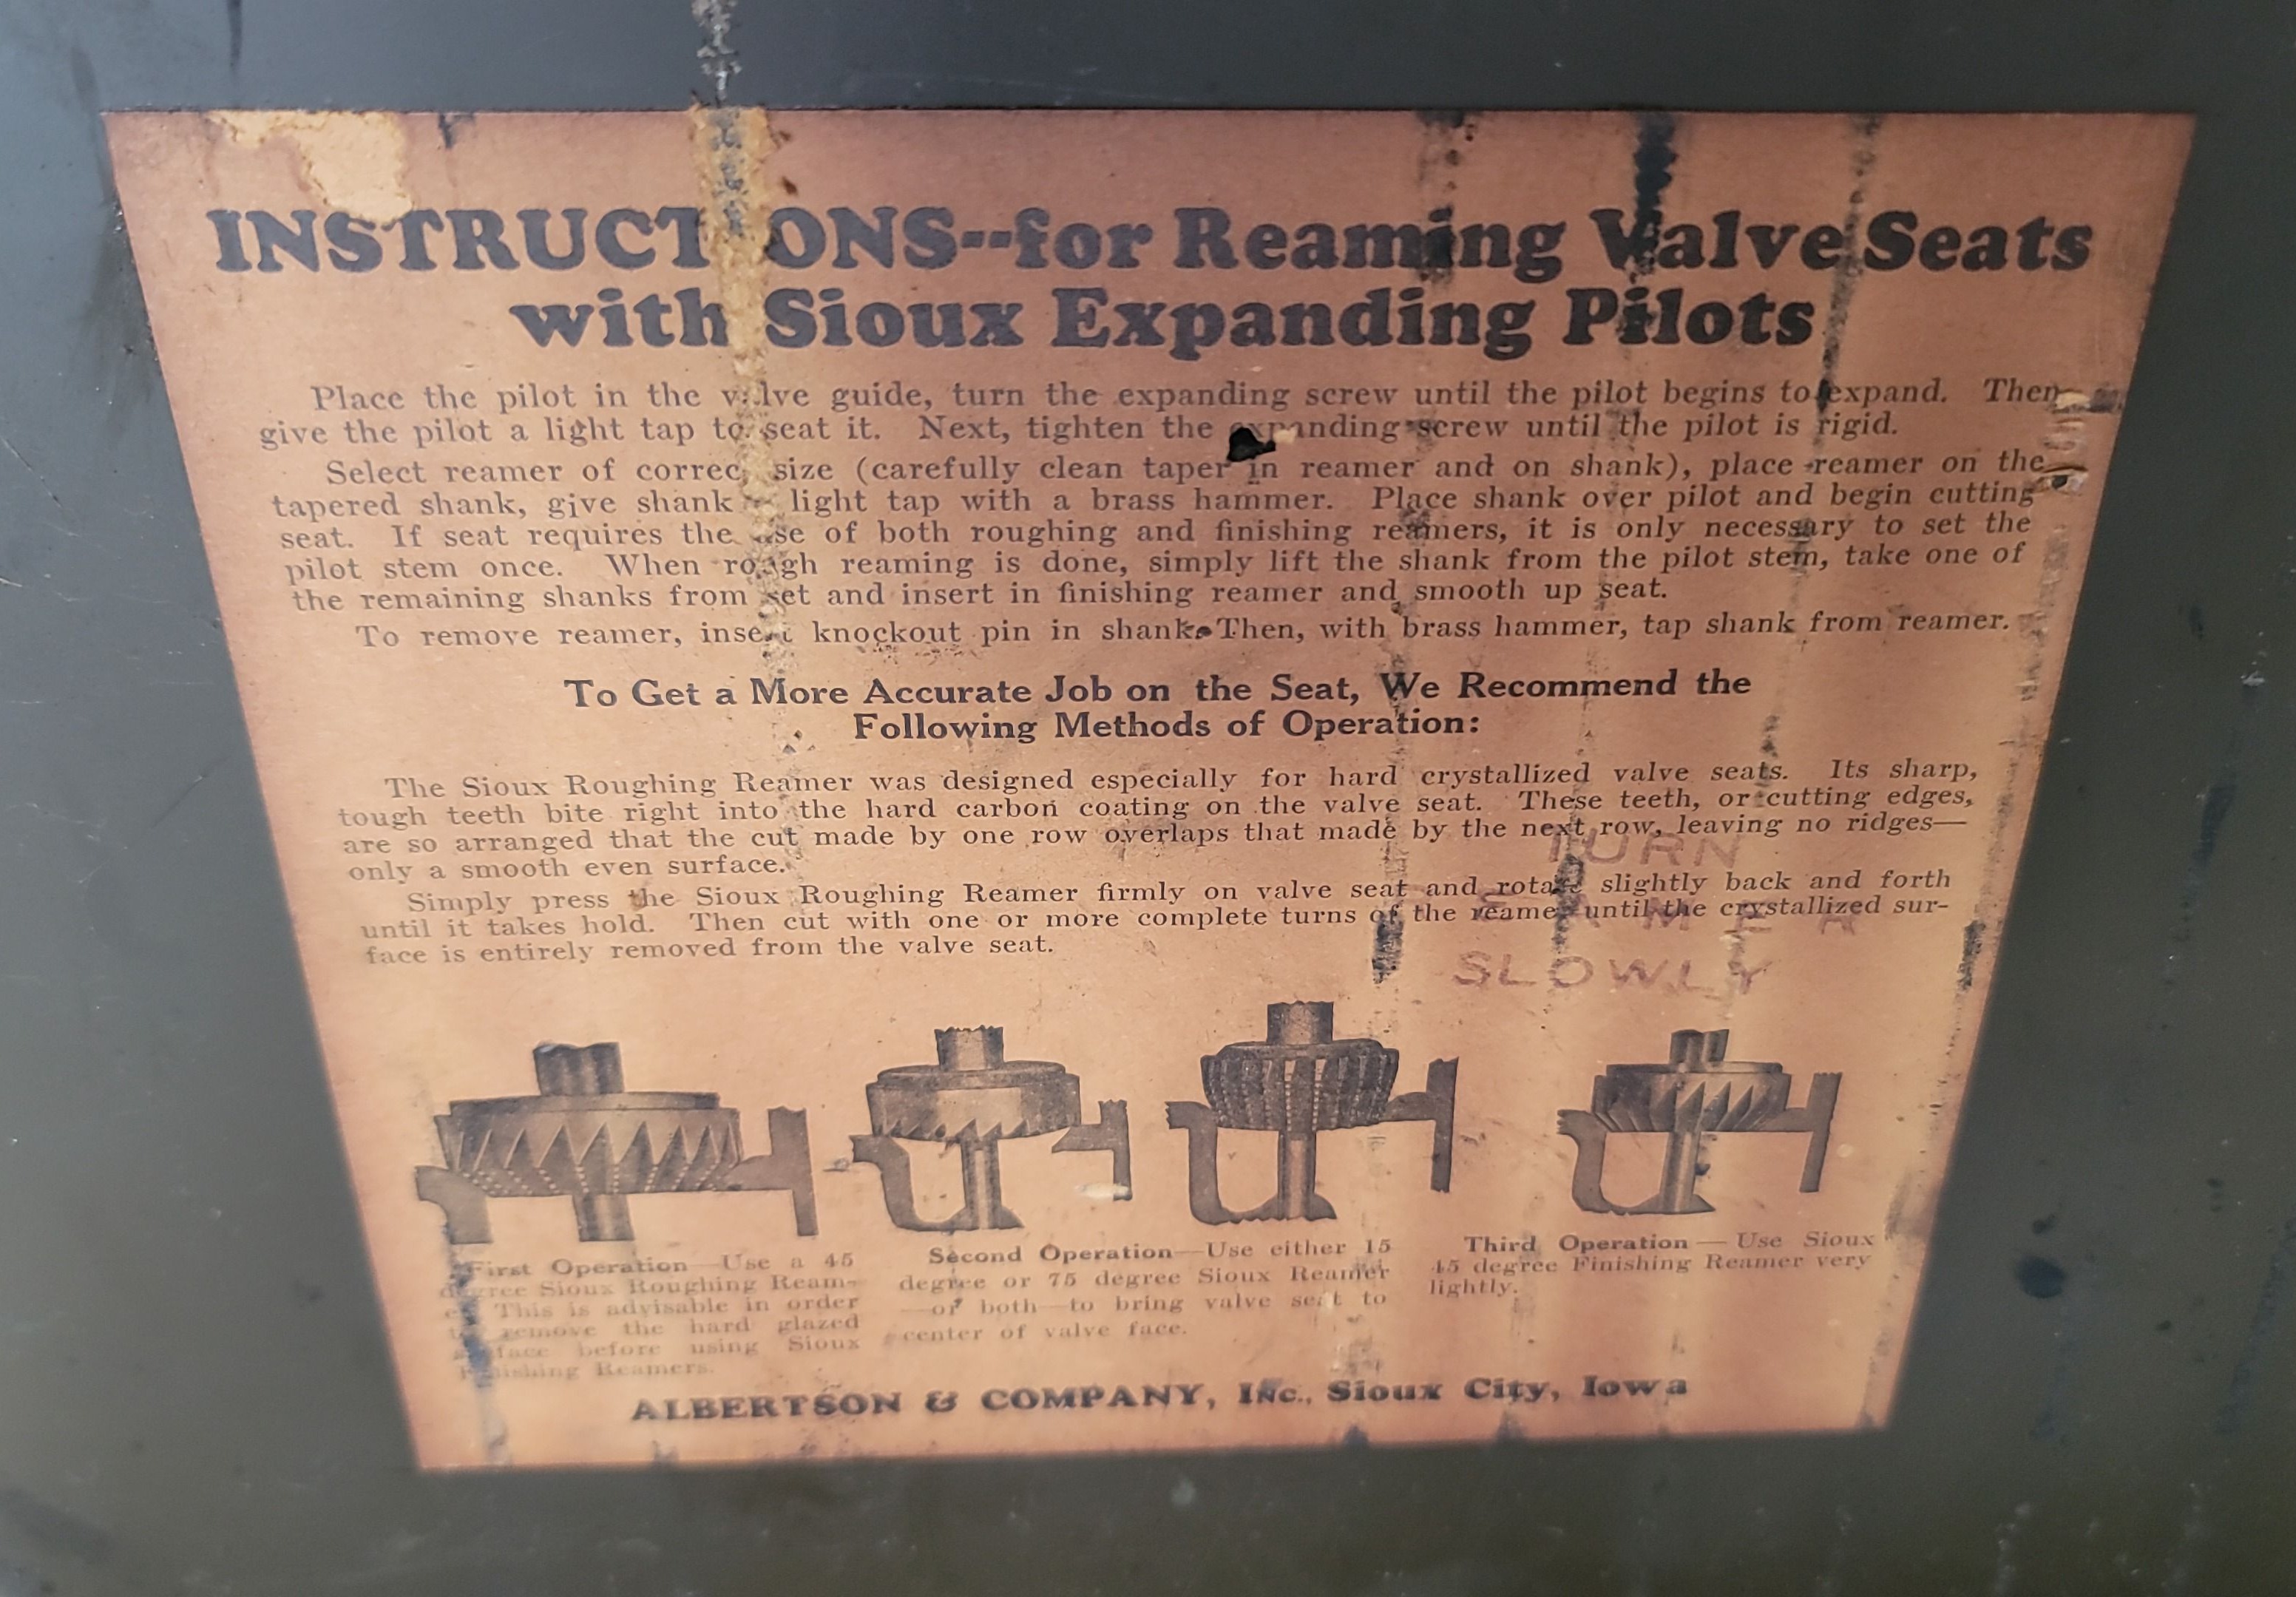 INSTRUCTIONS--for Reaming Valve Seats
with Sioux Expanding Pilots
Place the pilot in the valve guide, turn the expanding screw until the pilot begins to expand. Then
give the pilot a light tap to seat it. Next, tighten the expanding screw until the pilot is rigid.
Select reamer of correct size (carefully clean taper in reamer and on shank), place reamer on the
tapered shank, give shank a light tap with a brass hammer. Place shank over pilot and begin cutting
seat. If seat requires the use of both roughing and finishing reamers, it is only necessary to set the
pilot stem once. When rough reaming is done, simply lift the shank from the pilot stem, take one of
the remaining shanks from set and insert in finishing reamer and smooth up seat.
To remove reamer, insert knockout pin in shank. Then, with brass hammer, tap shank from reamer.
To Get a More Accurate Job on the Seat, We Recommend the
Following Methods of Operation:
The Sioux Roughing Reamer was designed especially for hard crystallized valve seats. Its sharp,
tough teeth bite right into the hard carbon coating on the valve seat. These teeth, or cutting edges,
are so arranged that the cut made by one row overlaps that made by the next row, leaving no ridges—
only a smooth even surface.
Simply press the Sioux Roughing Reamer firmly on valve seat and rotate slightly back and forth
until it takes hold. Then cut with one or more complete turns of the reamer until the crystallized sur-
face is entirely removed from the valve seat.
TURN
SLOWLY
First Operation—Use a 45
degree Sioux Roughing Ream-
er. This is advisable in order
to remove the hard glazed
surface before using Sioux
Finishing Reamers.
Second Operation—Use either 15
degree or 75 degree Sioux Reamer
—or both—to bring valve seat to
center of valve face.
Third Operation — Use Sioux
45 degree Finishing Reamer very
lightly.
ALBERTSON & COMPANY, Inc., Sioux City, Iowa